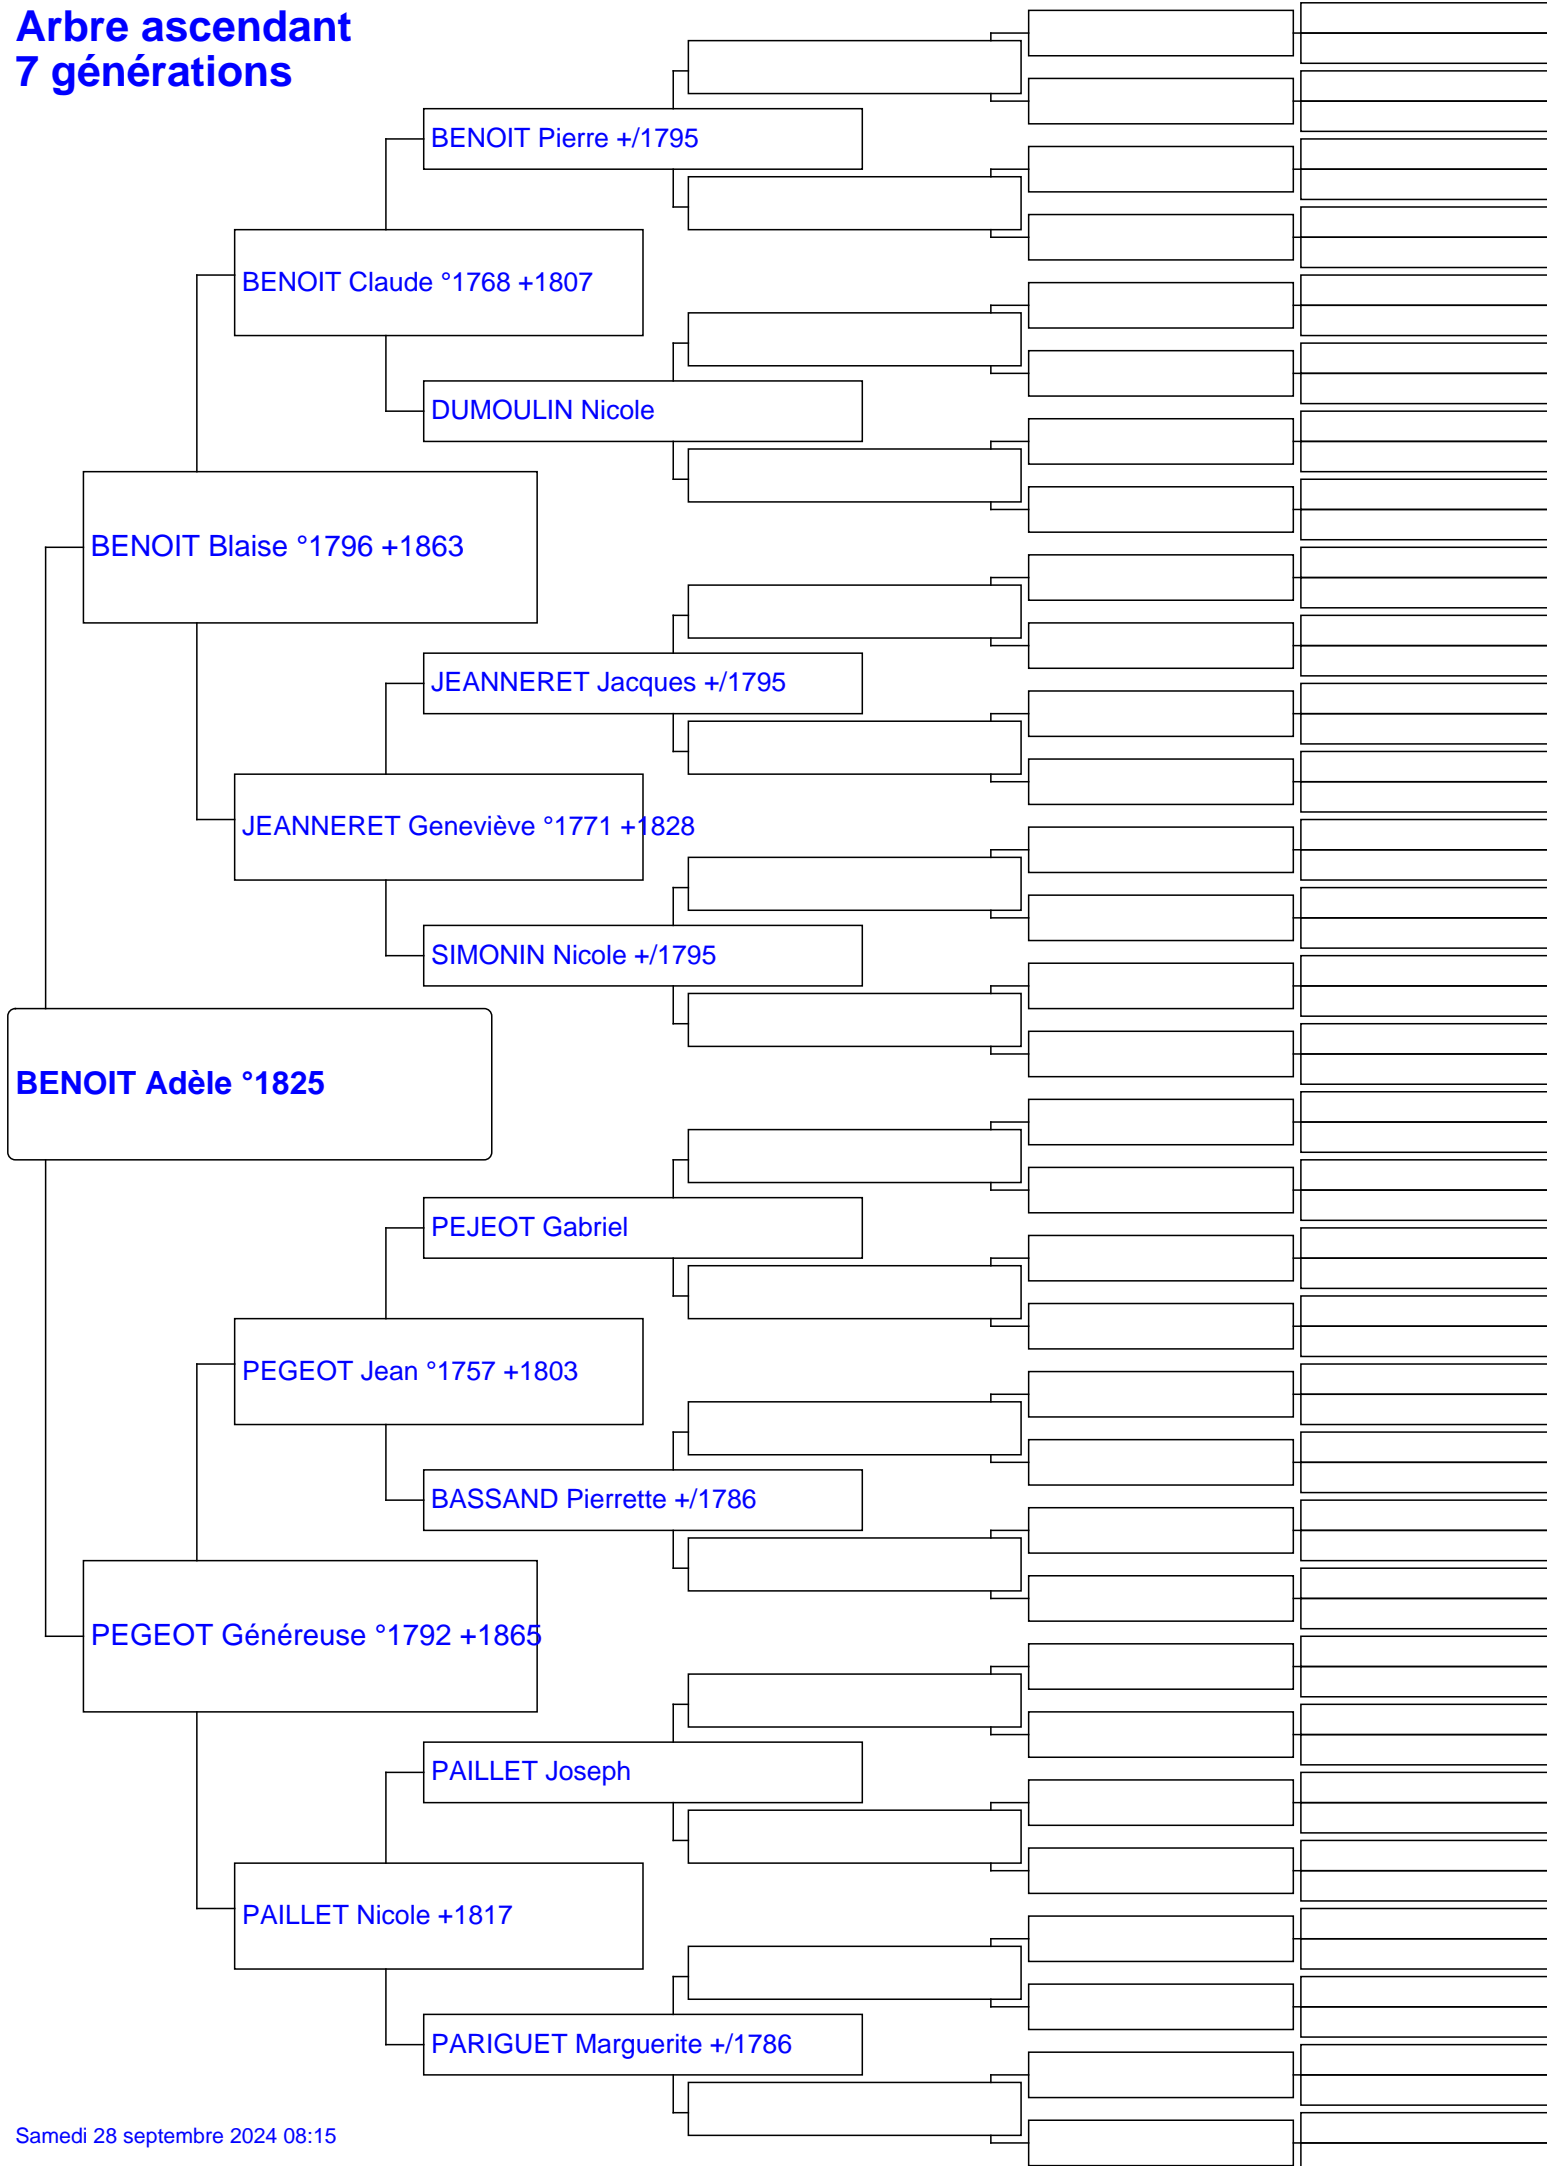 Arbre ascendant
7 générations
BENOIT Pierre +/1795
BENOIT Claude °1768 +1807
DUMOULIN Nicole
BENOIT Blaise °1796 +1863
JEANNERET Jacques +/1795
JEANNERET Geneviève °1771 +1828
SIMONIN Nicole +/1795
BENOIT Adèle °1825
PEJEOT Gabriel
PEGEOT Jean °1757 +1803
BASSAND Pierrette +/1786
PEGEOT Généreuse °1792 +1865
PAILLET Joseph
PAILLET Nicole +1817
PARIGUET Marguerite +/1786
Samedi 28 septembre 2024 08:15